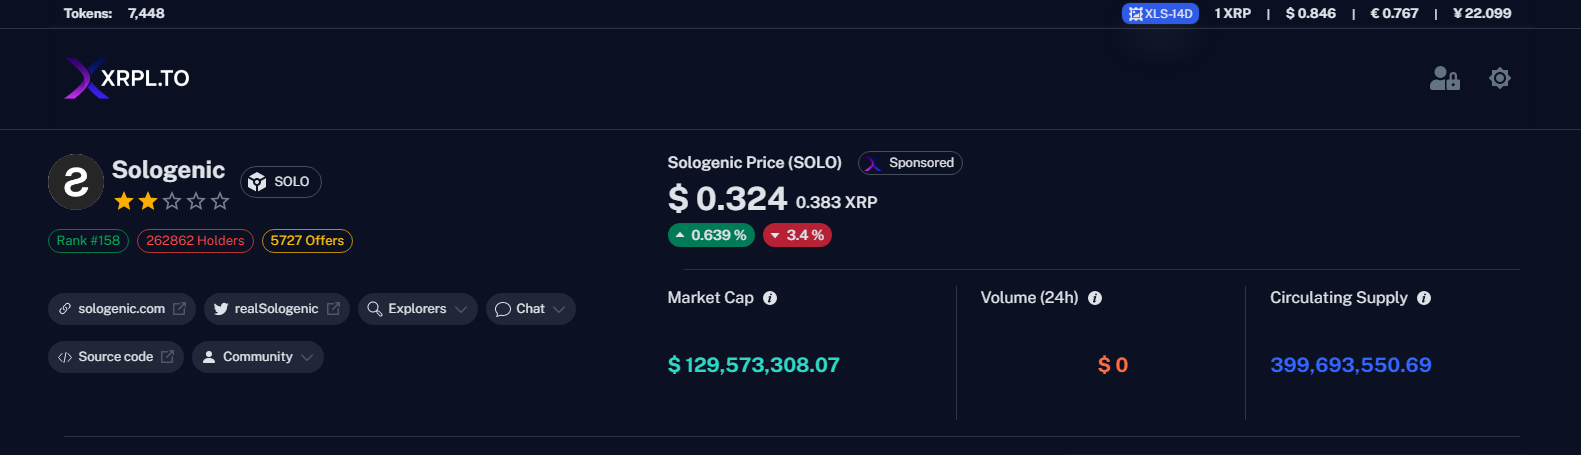 Tokens: 7,448
XLS-14D 1 XRP | $ 0.846 | € 0.767 | ¥ 22.099
XRPL.TO
Sologenic
SOLO
Rank #158 262862 Holders 5727 Offers
sologenic.com realSologenic Explorers Chat
Source code Community
Sologenic Price (SOLO) Sponsored
$ 0.324 0.383 XRP
0.639 % 3.4 %
Market Cap
$ 129,573,308.07
Volume (24h)
$ 0
Circulating Supply
399,693,550.69